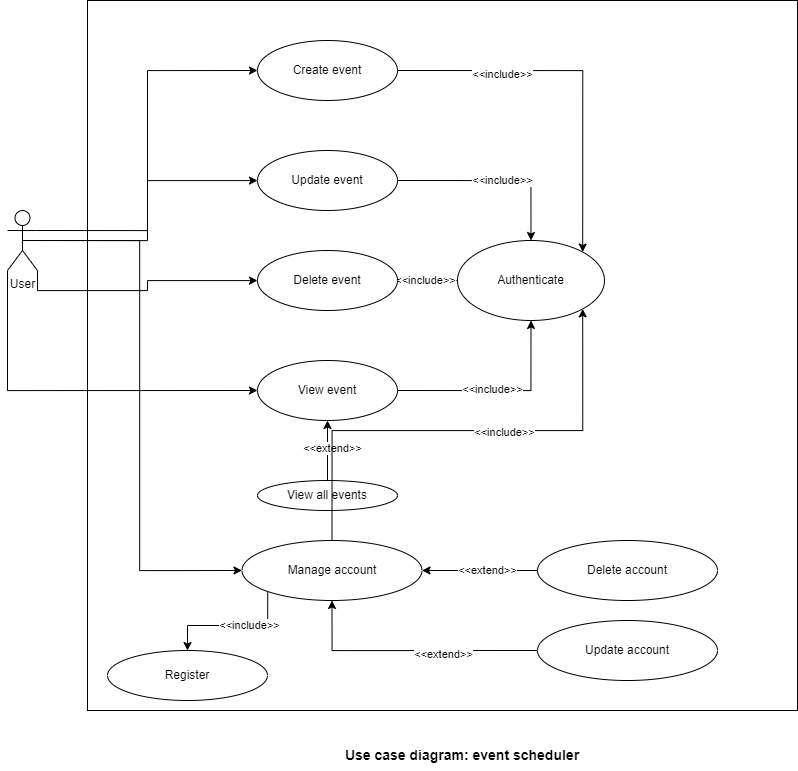 Create event
<<include>>
Update event
<<include>>
User
Delete event
<<include>>
Authenticate
View event
<<include>>
<<include>>
<<extend>>
View all events
Manage account
<<extend>>
Delete account
<<include>>
<<extend>>
Update account
Register
Use case diagram: event scheduler